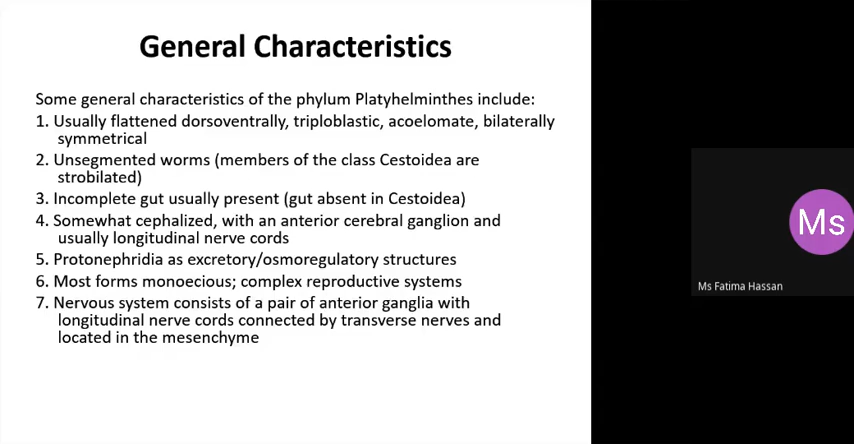 General Characteristics
Some general characteristics of the phylum Platyhelminthes include:
1. Usually flattened dorsoventrally, triploblastic, acoelomate, bilaterally
symmetrical
2. Unsegmented worms (members of the class Cestoidea are
strobilated)
3. Incomplete gut usually present (gut absent in Cestoidea)
4. Somewhat cephalized, with an anterior cerebral ganglion and
usually longitudinal nerve cords
5. Protonephridia as excretory/osmoregulatory structures
6. Most forms monoecious; complex reproductive systems
7. Nervous system consists of a pair of anterior ganglia with
longitudinal nerve cords connected by transverse nerves and
located in the mesenchyme
Ms
Ms Fatima Hassan